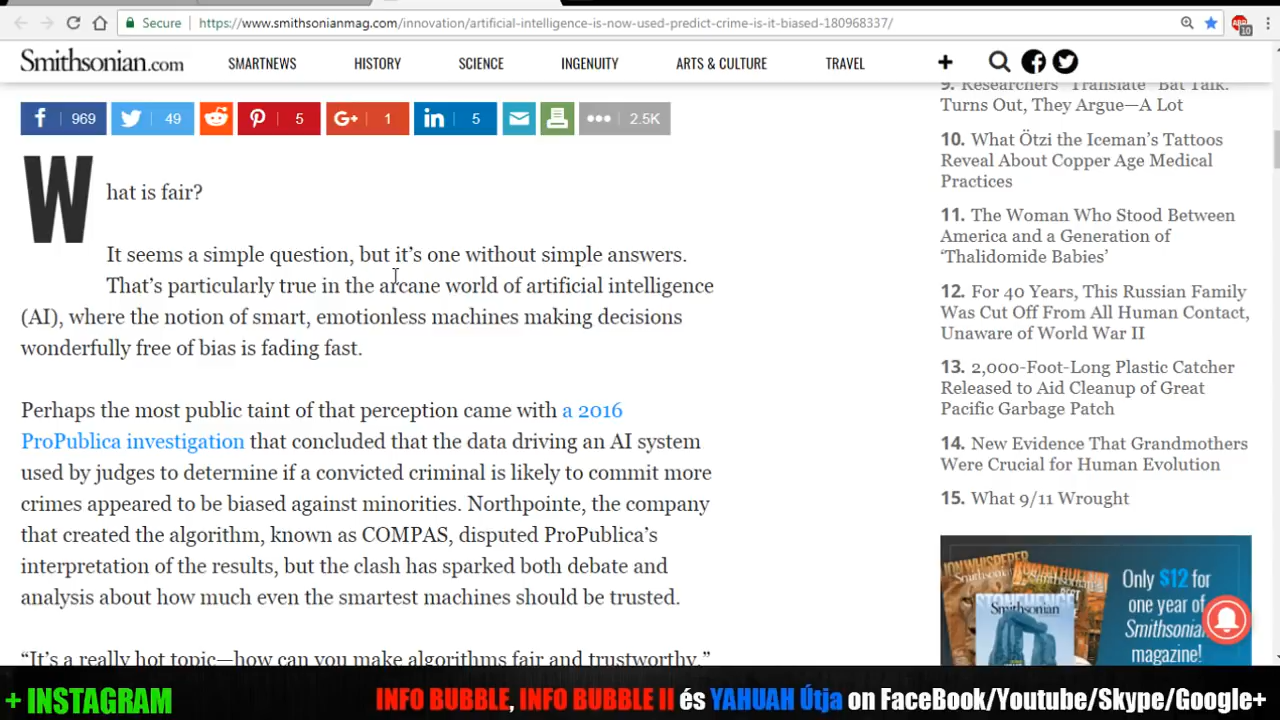 Secure
https://www.smithsonianmag.com/innovation/artificial-intelligence-is-now-used-predict-crime-is-it-biased-180968337/
10
Smithsonian.com
SMARTNEWS
HISTORY
SCIENCE
INGENUITY
ARTS & CULTURE
TRAVEL
969
49
5
G+ 1
in 5
2.5K
What is fair?
It seems a simple question, but it's one without simple answers.
That's particularly true in the arcane world of artificial intelligence
(AI), where the notion of smart, emotionless machines making decisions
wonderfully free of bias is fading fast.
Perhaps the most public taint of that perception came with a 2016
ProPublica investigation that concluded that the data driving an AI system
used by judges to determine if a convicted criminal is likely to commit more
crimes appeared to be biased against minorities. Northpointe, the company
that created the algorithm, known as COMPAS, disputed ProPublica's
interpretation of the results, but the clash has sparked both debate and
analysis about how much even the smartest machines should be trusted.
"It's a really hot topic—how can you make algorithms fair and trustworthy,"
9. Researchers "Translate" Bat Talk.
Turns Out, They Argue—A Lot
10. What Ötzi the Iceman's Tattoos
Reveal About Copper Age Medical
Practices
11. The Woman Who Stood Between
America and a Generation of
'Thalidomide Babies'
12. For 40 Years, This Russian Family
Was Cut Off From All Human Contact,
Unaware of World War II
13. 2,000-Foot-Long Plastic Catcher
Released to Aid Cleanup of Great
Pacific Garbage Patch
14. New Evidence That Grandmothers
Were Crucial for Human Evolution
15. What 9/11 Wrought
Smithsonian
Only $12 for
one year of
Smithsonian
magazine!
+ INSTAGRAM
INFO BUBBLE, INFO BUBBLE II és YAHUAH Útja on FaceBook/Youtube/Skype/Google+